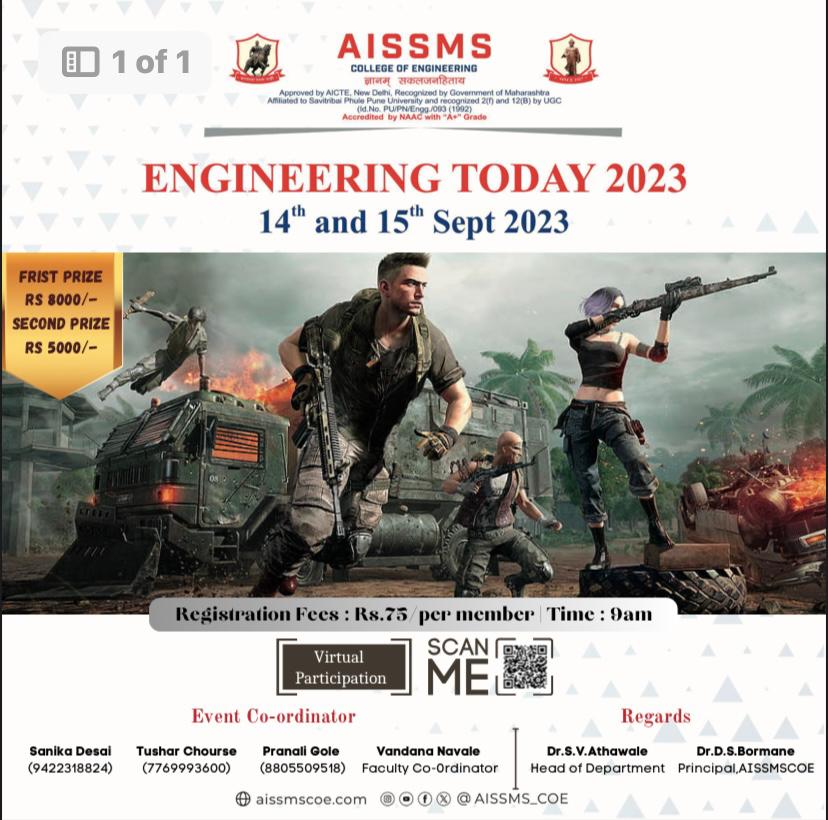 1 of 1
AISSMS
COLLEGE OF ENGINEERING
ज्ञानम् सकलजनहिताय
Approved by AICTE, New Delhi, Recognized by Government of Maharashtra
Affiliated to Savitribai Phule Pune University and recognized 2(f) and 12(B) by UGC
(Id.No. PU/PN/Engg./093 (1992)
Accredited by NAAC with "A+" Grade
ENGINEERING TODAY 2023
14th and 15th Sept 2023
FRIST PRIZE
RS 8000/-
SECOND PRIZE
RS 5000/-
08
Registration Fees : Rs.75/per member | Time : 9am
Virtual
Participation
SCAN
ME
Event Co-ordinator
Regards
Sanika Desai Tushar Chourse Pranali Gole Vandana Navale Dr.S.V.Athawale Dr.D.S.Bormane
(9422318824) (7769993600) (8805509518) Faculty Co-0rdinator Head of Department Principal,AISSMSCOE
aissmscoe.com @AISSMS_COE